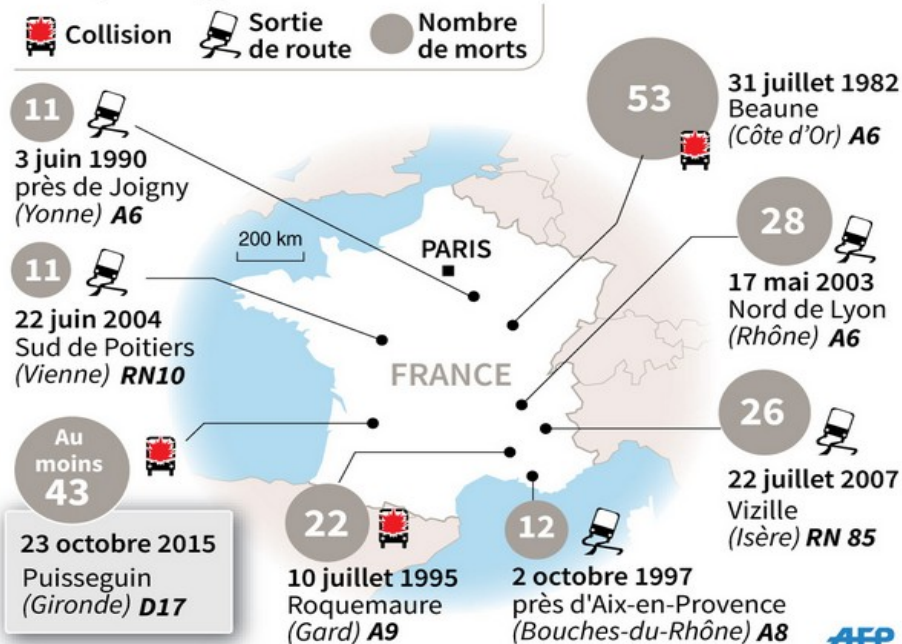 Collision
Sortie
de route
Nombre
de morts
11
3 juin 1990
près de Joigny
(Yonne) A6
53
31 juillet 1982
Beaune
(Côte d'Or) A6
200 km
PARIS
28
17 mai 2003
Nord de Lyon
(Rhône) A6
11
22 juin 2004
Sud de Poitiers
(Vienne) RN10
FRANCE
26
22 juillet 2007
Vizille
(Isère) RN 85
Au
moins
43
23 octobre 2015
Puisseguin
(Gironde) D17
22
10 juillet 1995
Roquemaure
(Gard) A9
12
2 octobre 1997
près d'Aix-en-Provence
(Bouches-du-Rhône) A8
AFP